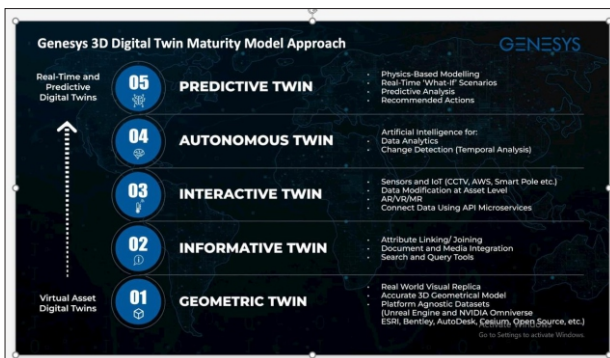 Genesys 3D Digital Twin Maturity Model Approach
GENESYS
Real-Time and
Predictive
Digital Twins
05
PREDICTIVE TWIN
Physics-Based Modelling
Real-Time 'What-If' Scenarios
Predictive Analysis
Recommended Actions
04
AUTONOMOUS TWIN
Artificial Intelligence for:
Data Analytics
Change Detection (Temporal Analysis)
03
INTERACTIVE TWIN
Sensors and IoT (CCTV, AWS, Smart Pole etc.)
Data Modification at Asset Level
AR/VR/MR
Connect Data Using API Microservices
02
INFORMATIVE TWIN
Attribute Linking/ Joining
Document and Media Integration
Search and Query Tools
Virtual Asset
Digital Twins
01
GEOMETRIC TWIN
Real World Visual Replica
Accurate 3D Geometrical Model
Platform Agnostic Datasets
(Unreal Engine and NVIDIA Omniverse
ESRI, Bentley, AutoDesk, Cesium, Open Source, etc.)
Activate Windows
Go to Settings to activate Windows.